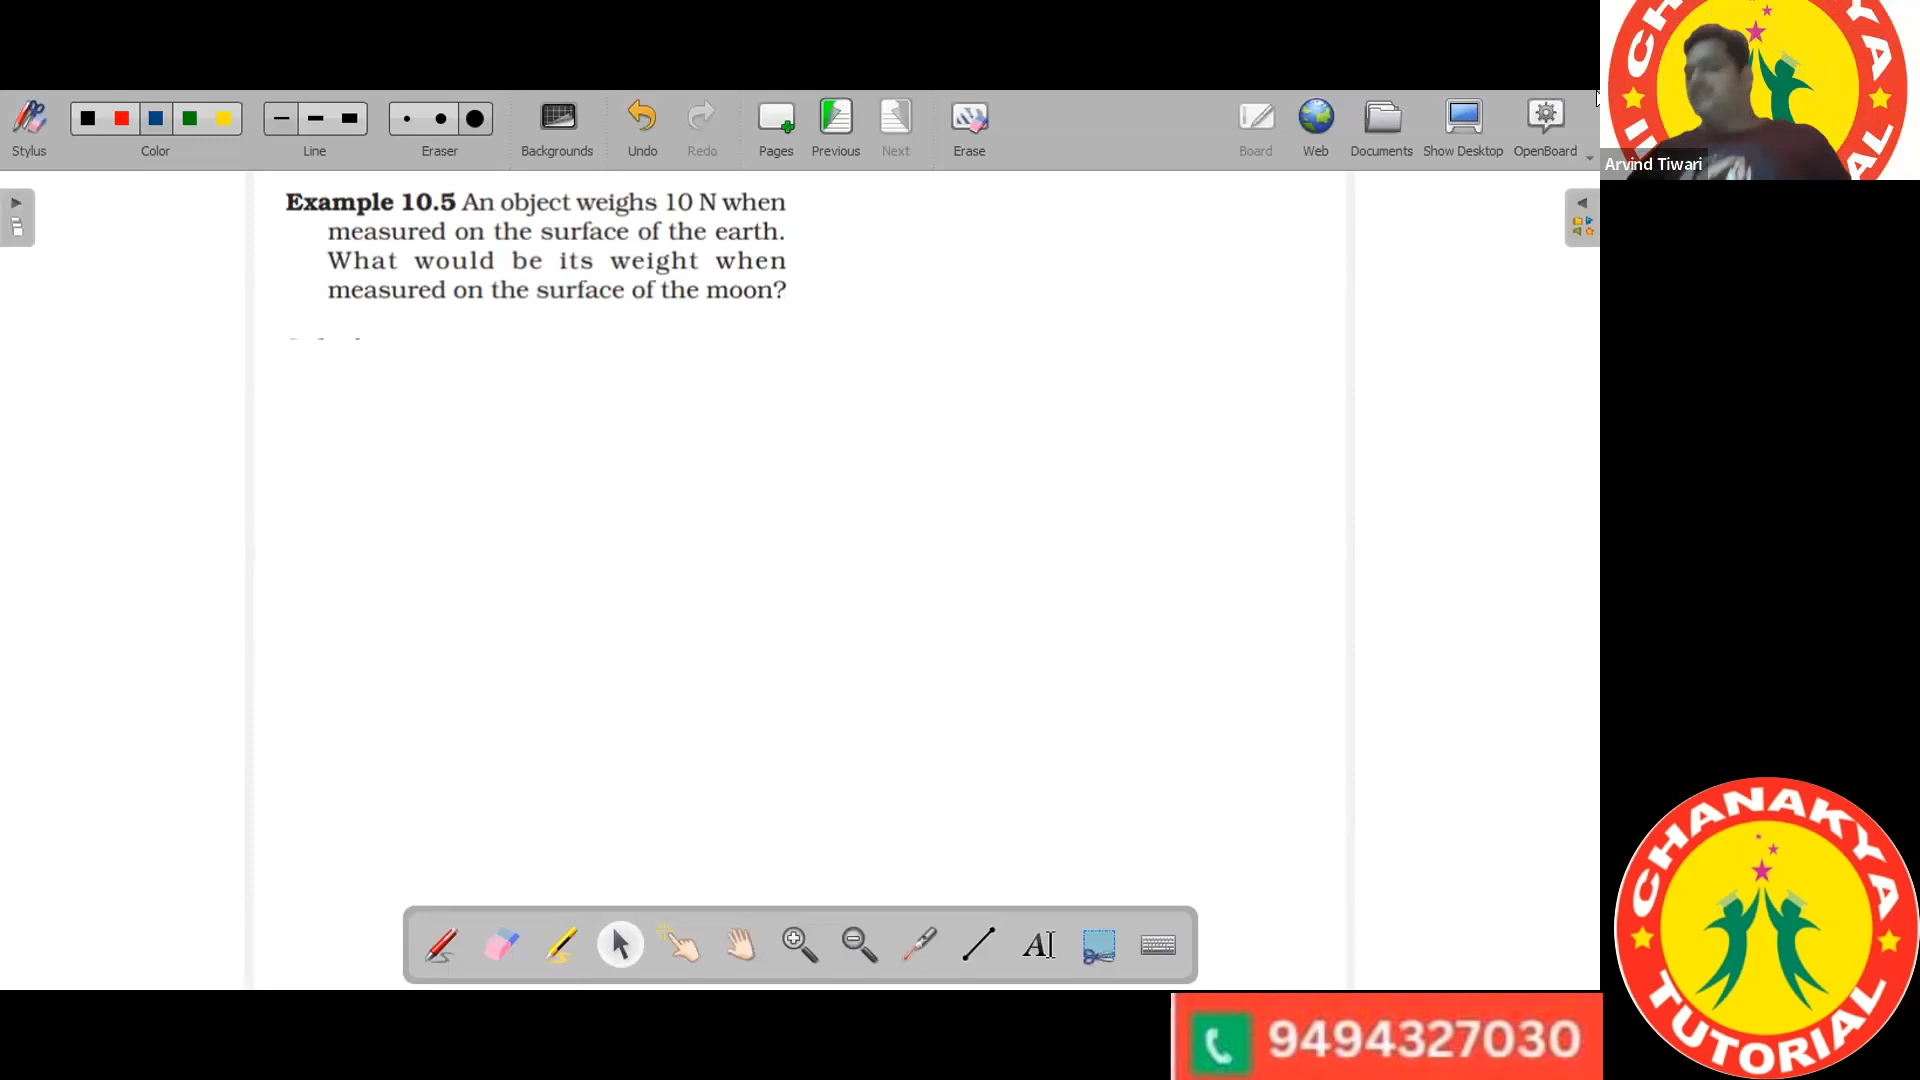 CHANAKYA
Arvind Tiwari
Stylus
Color
Line
Eraser
Backgrounds
Undo
Redo
Pages
Previous
Next
Erase
Board
Web
Documents
Show Desktop
OpenBoard
Example 10.5 An object weighs 10 N when
measured on the surface of the earth.
What would be its weight when
measured on the surface of the moon?
AI
CHANAKYA
TUTORIAL
9494327030